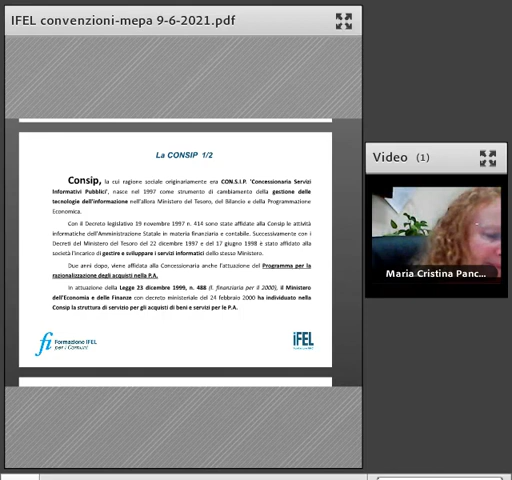 IFEL convenzioni-mepa 9-6-2021.pdf
La CONSIP 1/2
Consip, la cui ragione sociale originariamente era CON.S.I.P. 'Concessionaria Servizi
Informativi Pubblici', nasce nel 1997 come strumento di cambiamento della gestione delle
tecnologie dell'informazione nell'allora Ministero del Tesoro, del Bilancio e della Programmazione
Economica.
Con il Decreto legislativo 19 novembre 1997 n. 414 sono state affidate alla Consip le attività
informatiche dell'Amministrazione Statale in materia finanziaria e contabile. Successivamente con i
Decreti del Ministero del Tesoro del 22 dicembre 1997 e del 17 giugno 1998 è stato affidato alla
società l'incarico di gestire e sviluppare i servizi informatici dello stesso Ministero.
Due anni dopo, viene affidata alla Concessionaria anche l'attuazione del Programma per la
razionalizzazione degli acquisti nella P.A.
In attuazione della Legge 23 dicembre 1999, n. 488 (l. finanziaria per il 2000), il Ministero
dell'Economia e delle Finanze con decreto ministeriale del 24 febbraio 2000 ha individuato nella
Consip la struttura di servizio per gli acquisti di beni e servizi per le P.A.
fi Formazione IFEL
per i Comuni
iFEL
Video (1)
Maria Cristina Panc...